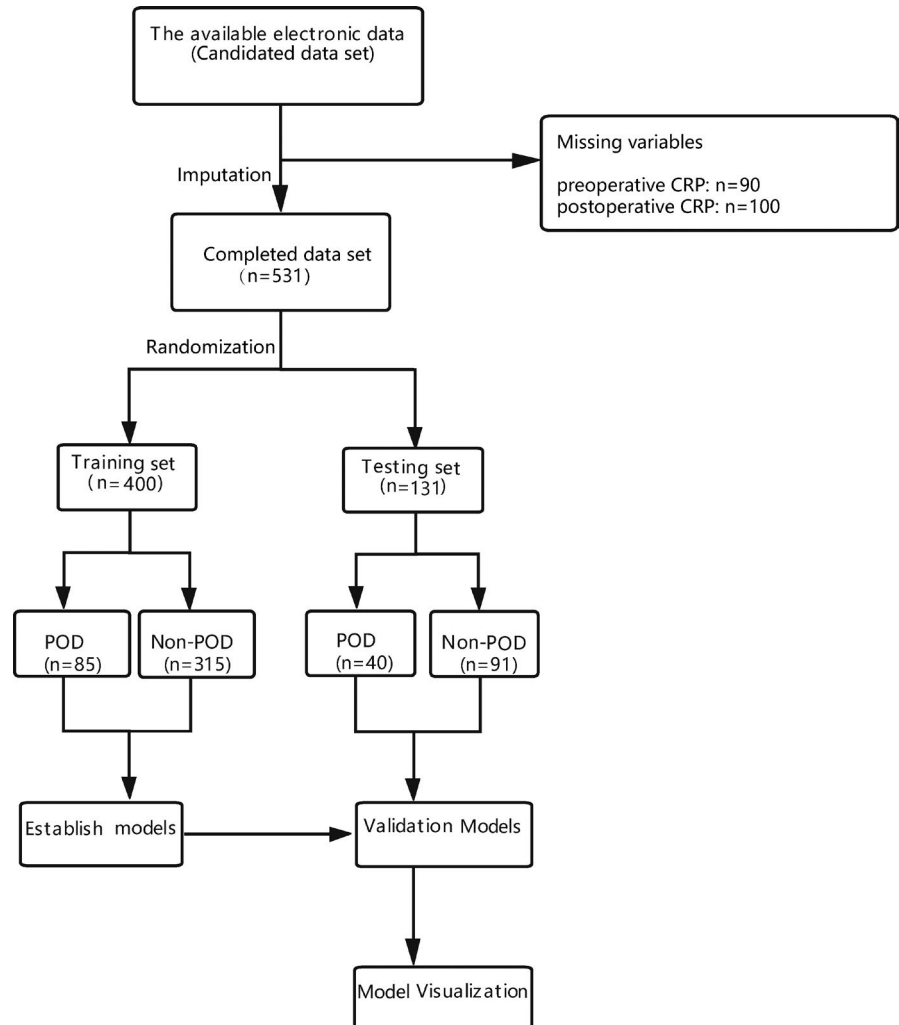 The available electronic data
(Candidated data set)
Missing variables
preoperative CRP: n=90
postoperative CRP: n=100
Imputation
Completed data set
（n=531)
Randomization
Training set
(n=400)
Testing set
(n=131)
POD
(n=85)
Non-POD
(n=315)
POD
(n=40)
Non-POD
(n=91)
Establish models
Validation Models
Model Visualization